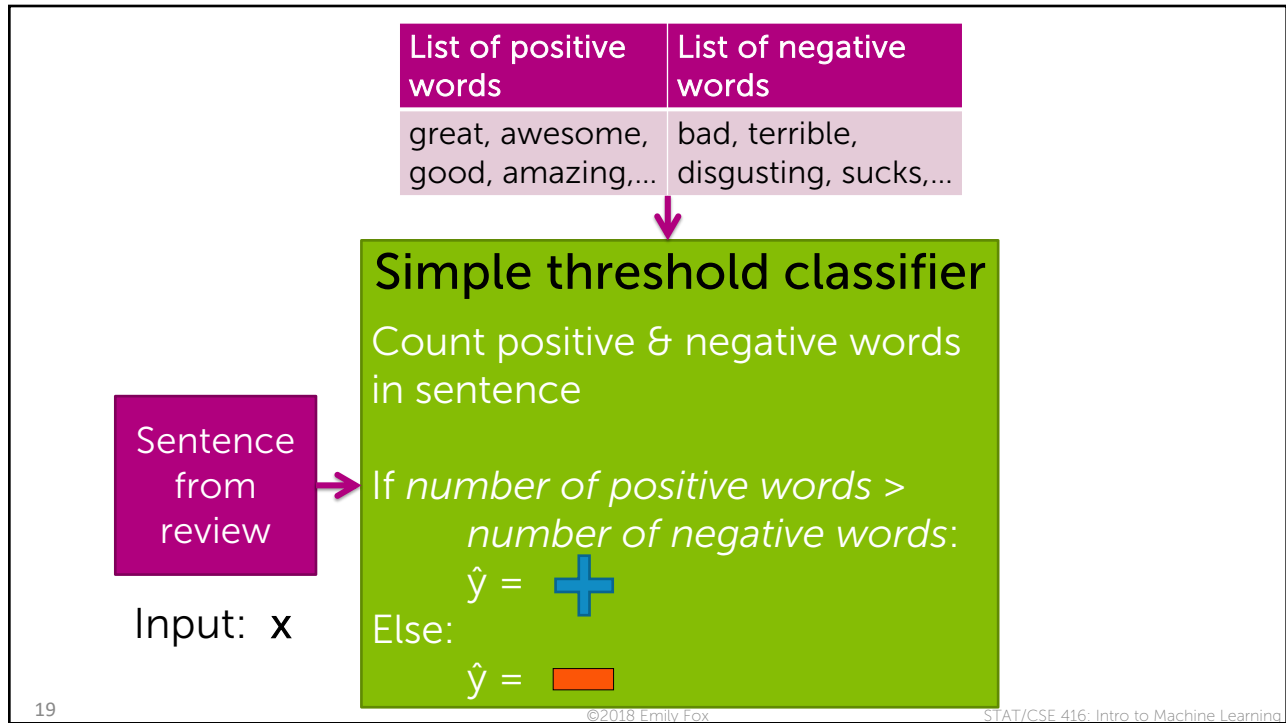 List of positive words
List of negative words
great, awesome, good, amazing,...
bad, terrible, disgusting, sucks,...
Simple threshold classifier
Count positive & negative words
in sentence
Sentence
from
review
If number of positive words >
number of negative words:
ŷ =
Input: x
Else:
ŷ =
19
©2018 Emily Fox
STAT/CSE 416: Intro to Machine Learning